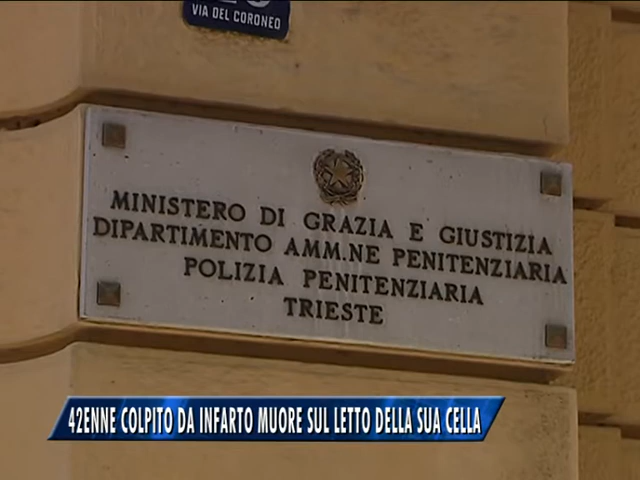 VIA DEL CORONEO
MINISTERO DI GRAZIA E GIUSTIZIA
DIPARTIMENTO AMM.NE PENITENZIARIA
POLIZIA PENITENZIARIA
TRIESTE
42ENNE COLPITO DA INFARTO MUORE SUL LETTO DELLA SUA CELLA